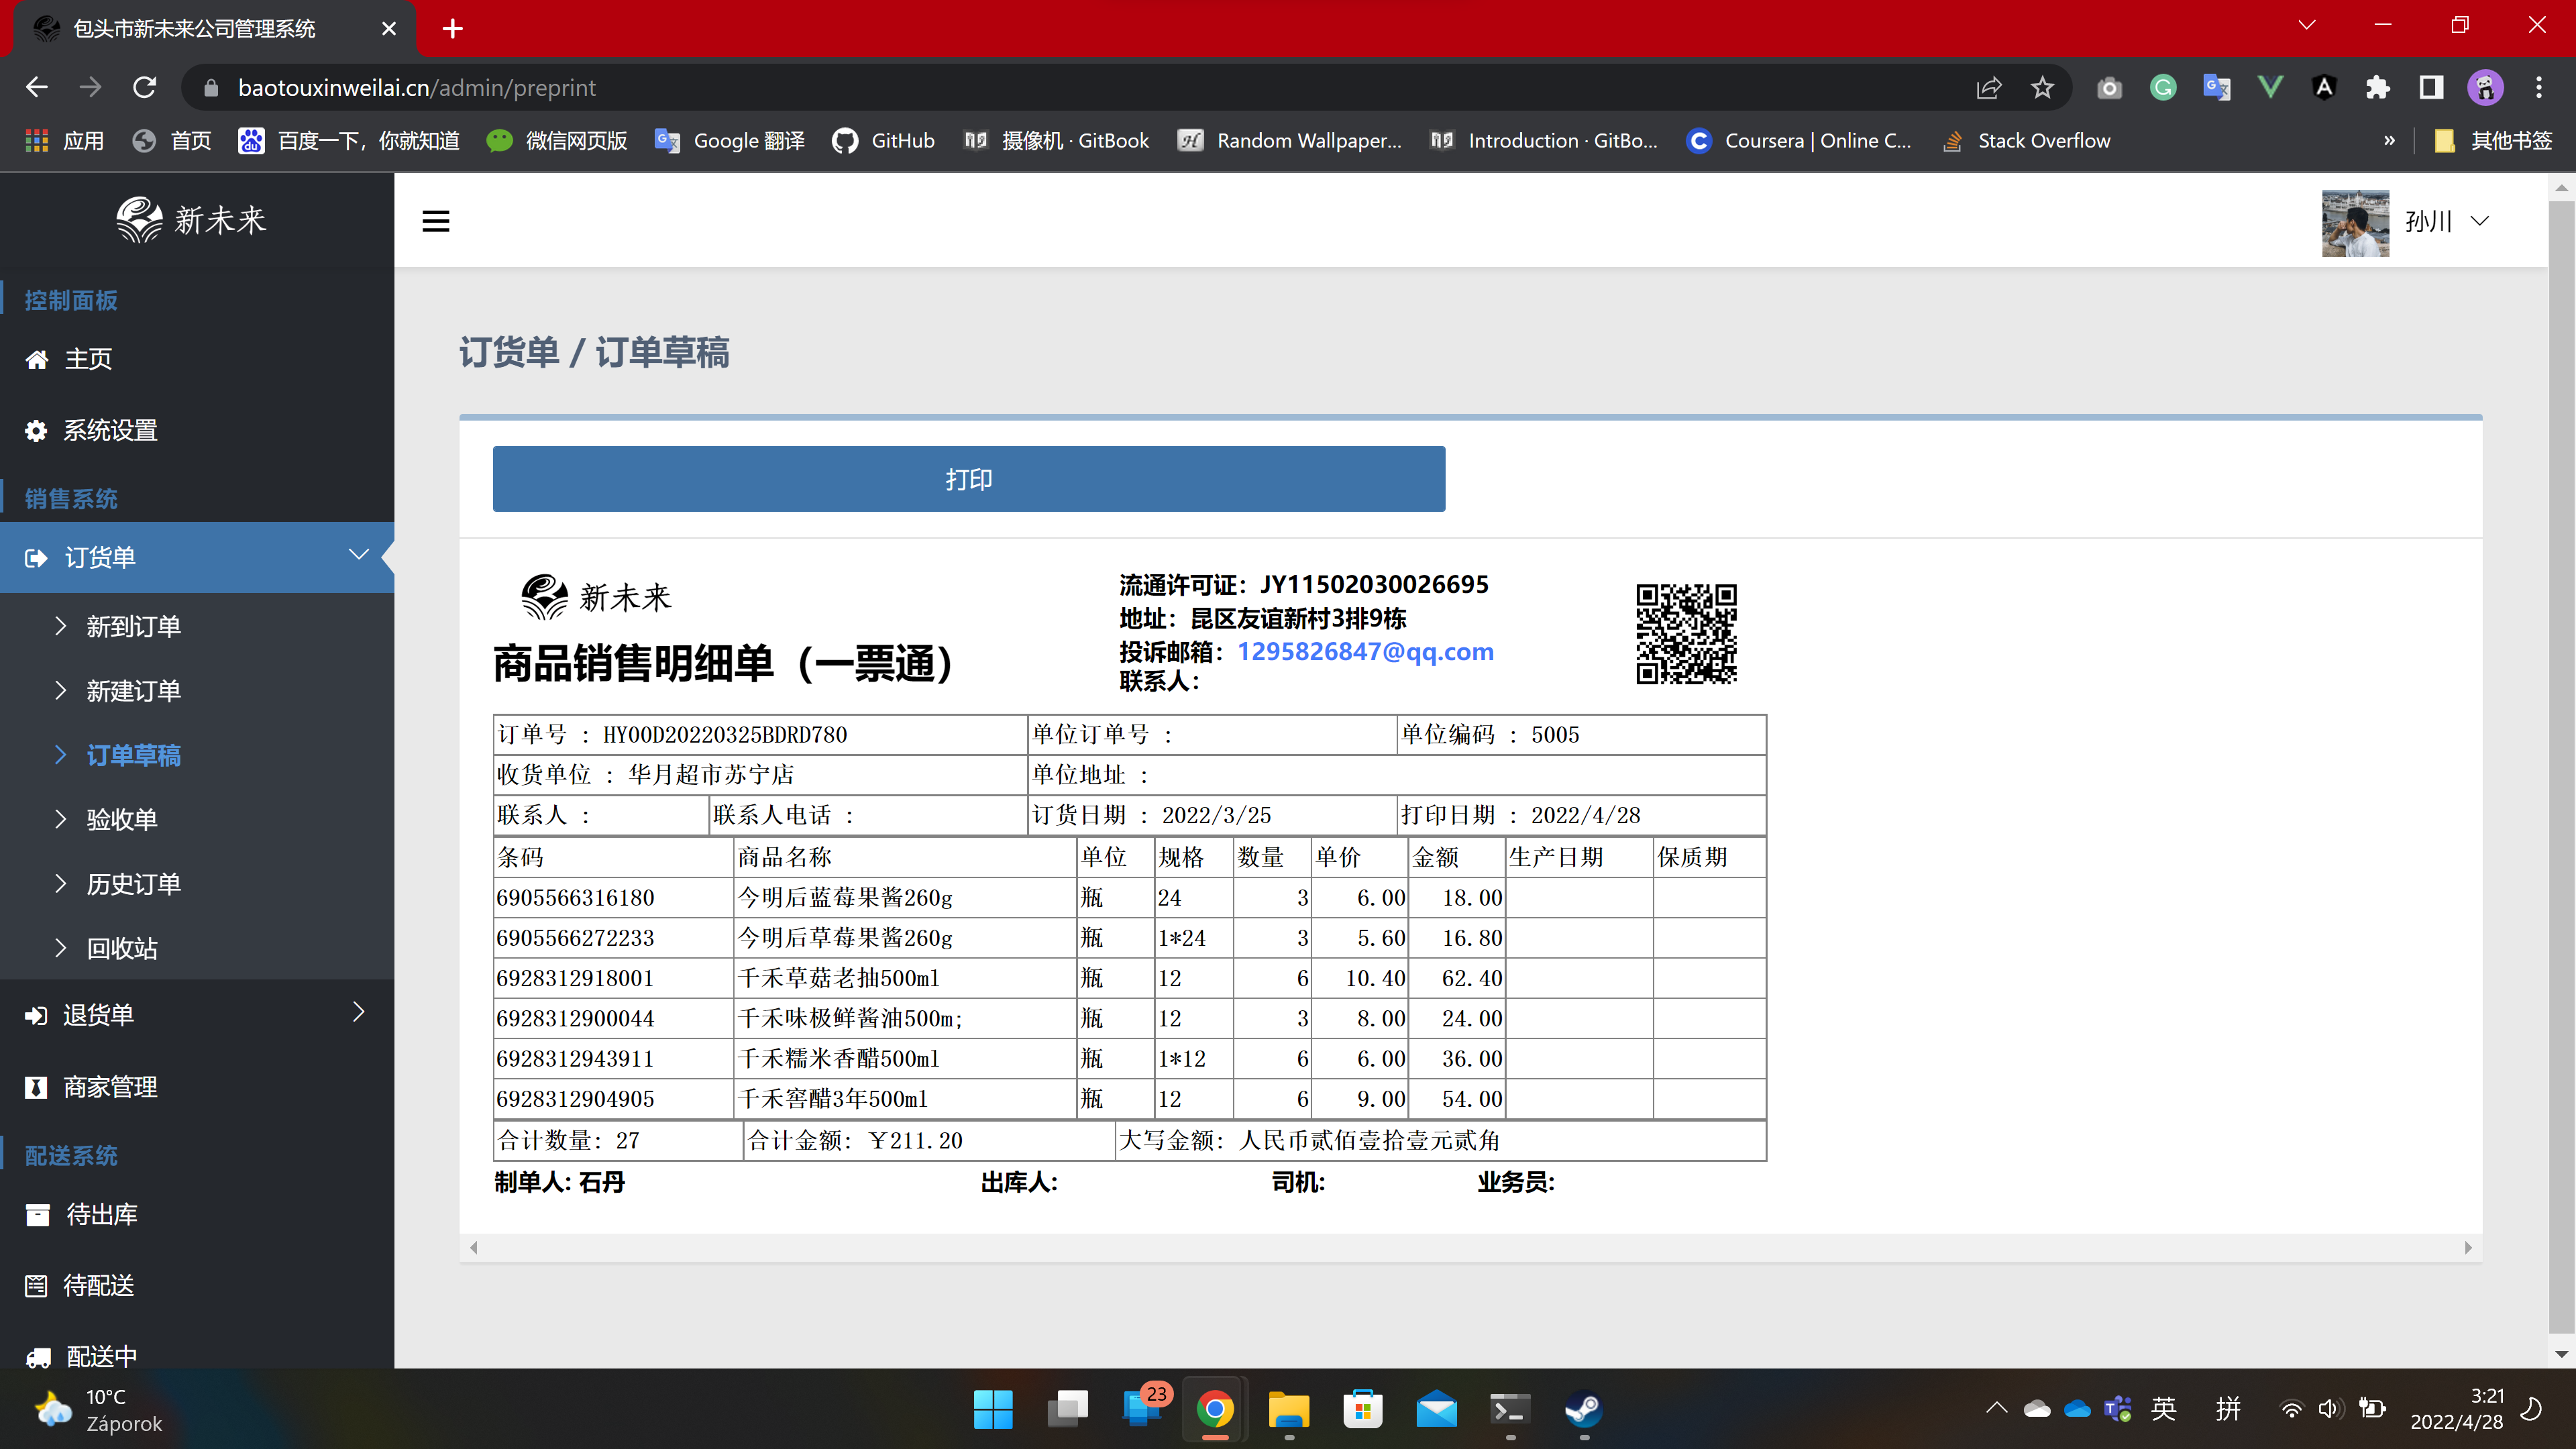 包头市新未来公司管理系统
baotouxinweilai.cn/admin/preprint
应用 首页 百度一下，你就知道 微信网页版 Google 翻译 GitHub 摄像机 · GitBook Random Wallpaper... Introduction · GitBo... Coursera | Online C... Stack Overflow » 其他书签
新未来
孙川
控制面板
主页
系统设置
销售系统
订货单
新到订单
新建订单
订单草稿
验收单
历史订单
回收站
退货单
商家管理
配送系统
待出库
待配送
配送中
订货单 / 订单草稿
打印
新未来
商品销售明细单（一票通）
流通许可证：JY11502030026695
地址：昆区友谊新村3排9栋
投诉邮箱：1295826847@qq.com
联系人：
订单号 : HY00D20220325BDRD780 单位订单号 : 单位编码 : 5005
收货单位 : 华月超市苏宁店 单位地址 :
联系人 : 联系人电话 : 订货日期 : 2022/3/25 打印日期 : 2022/4/28
条码 商品名称 单位 规格 数量 单价 金额 生产日期 保质期
6905566316180 今明后蓝莓果酱260g 瓶 24 3 6.00 18.00
6905566272233 今明后草莓果酱260g 瓶 1*24 3 5.60 16.80
6928312918001 千禾草菇老抽500ml 瓶 12 6 10.40 62.40
6928312900044 千禾味极鲜酱油500m; 瓶 12 3 8.00 24.00
6928312943911 千禾糯米香醋500ml 瓶 1*12 6 6.00 36.00
6928312904905 千禾窖醋3年500ml 瓶 12 6 9.00 54.00
合计数量: 27 合计金额: ￥211.20 大写金额: 人民币贰佰壹拾壹元贰角
制单人: 石丹 出库人: 司机: 业务员:
10°C
Záporok
23
英 拼
3:21
2022/4/28